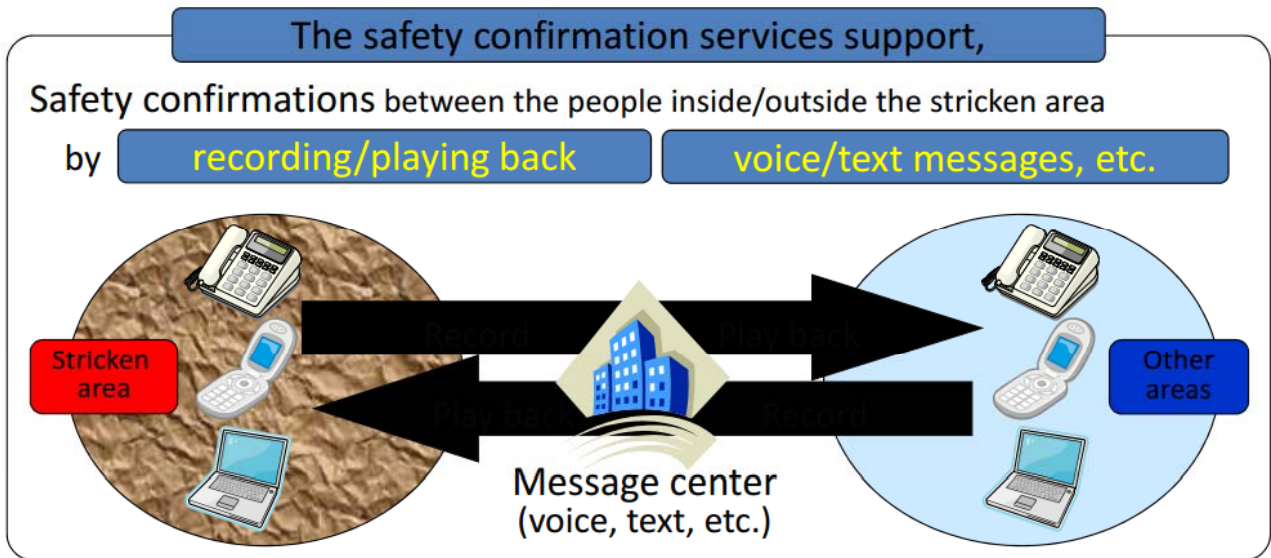 The safety confirmation services support,
Safety confirmations between the people inside/outside the stricken area
by recording/playing back voice/text messages, etc.
Record Play back
Stricken
area
Other
areas
Play back Record
Message center
(voice, text, etc.)